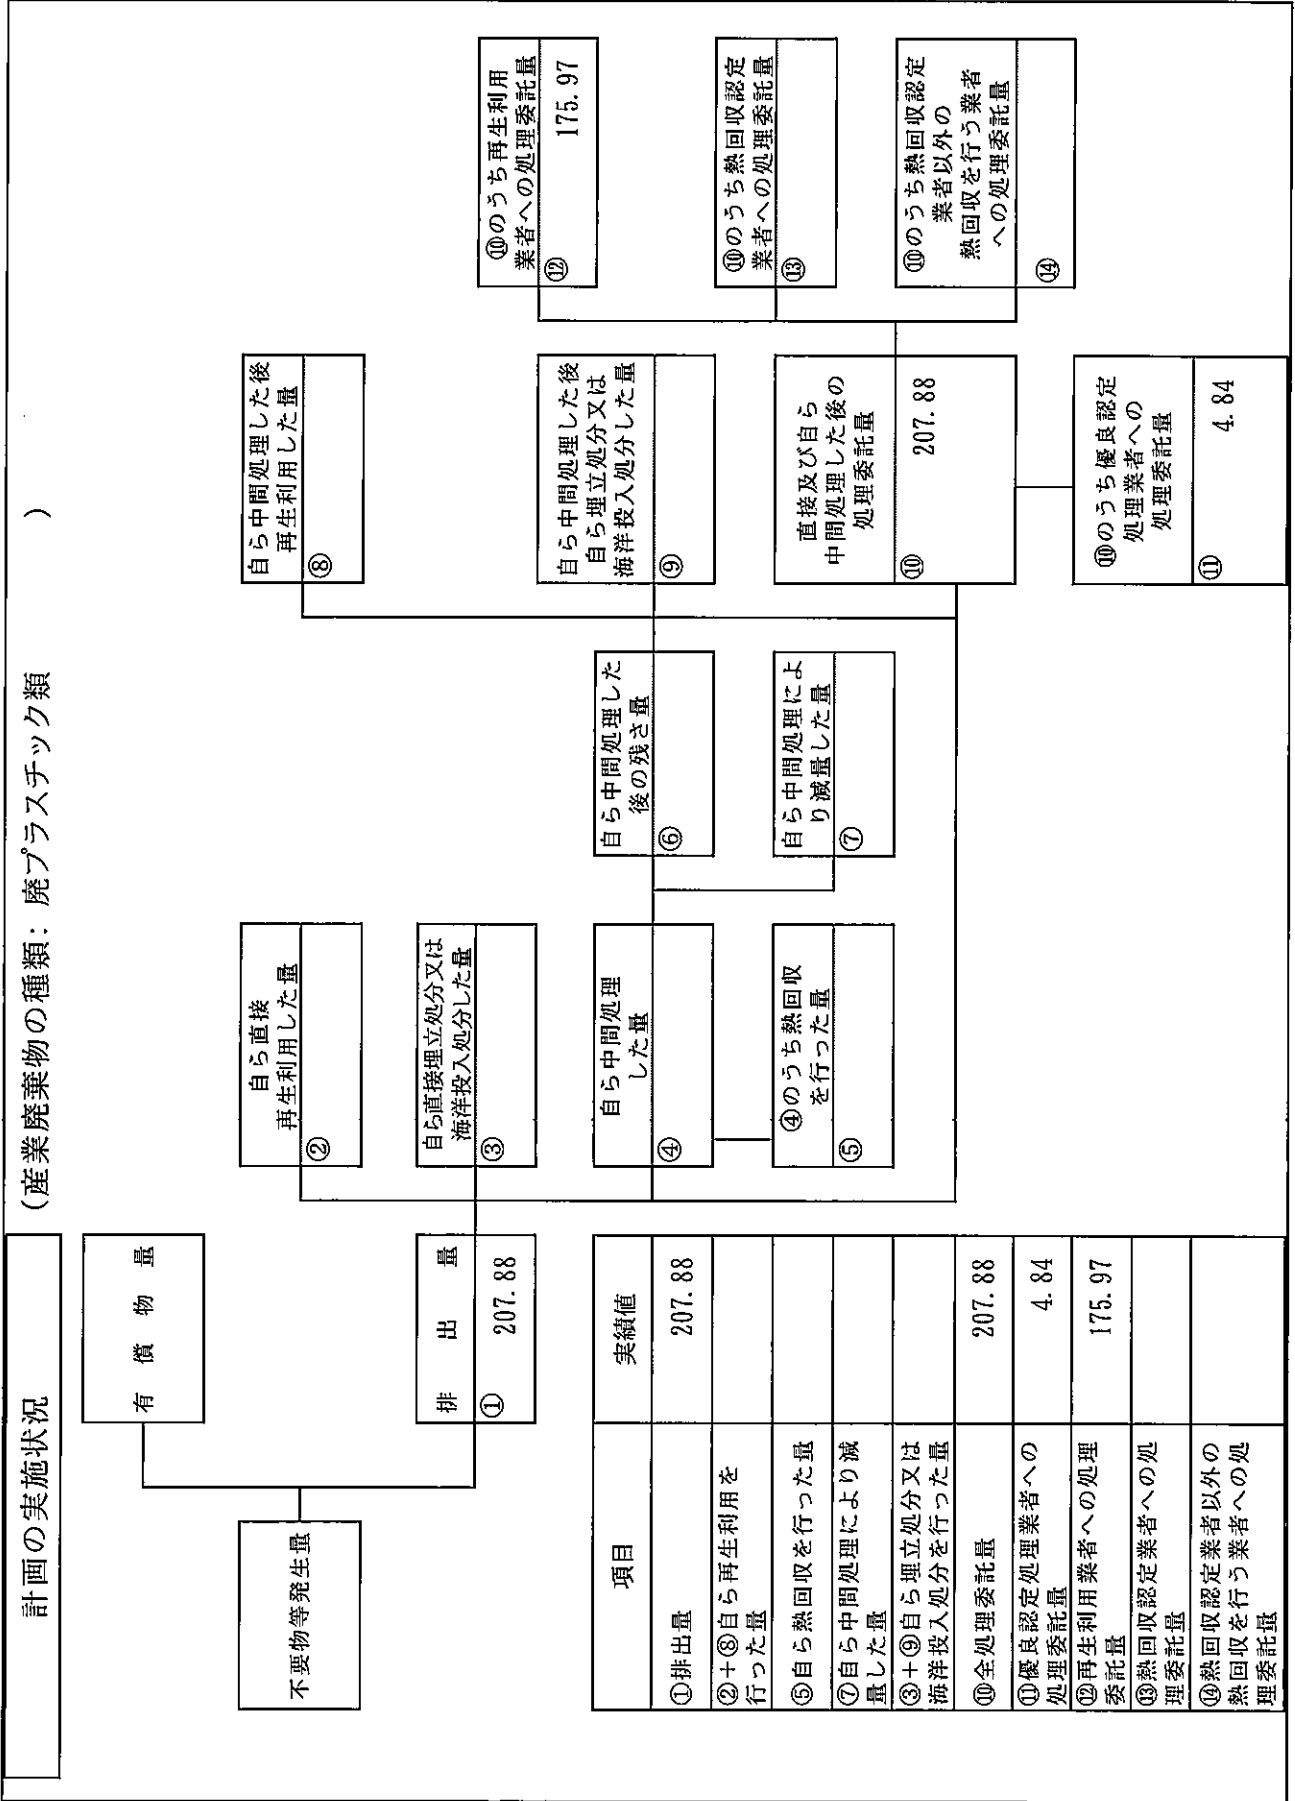 計画の実施状況
(産業廃棄物の種類：廃プラスチック類 )
不要物等発生量
有償物量
排出量
①
207.88
自ら直接
再生利用した量
②
自ら直接埋立処分又は
海洋投入処分した量
③
自ら中間処理
した量
④
④のうち熱回収
を行った量
⑤
自ら中間処理した
後の残さ量
⑥
自ら中間処理によ
り減量した量
⑦
自ら中間処理した後
再生利用した量
⑧
自ら中間処理した後
自ら埋立処分又は
海洋投入処分した量
⑨
直接及び自ら
中間処理した後の
処理委託量
⑩
207.88
⑩のうち優良認定
処理業者への
処理委託量
⑪
4.84
⑩のうち再生利用
業者への処理委託量
⑫
175.97
⑩のうち熱回収認定
業者への処理委託量
⑬
⑩のうち熱回収認定
業者以外の
熱回収を行う業者
への処理委託量
⑭
項目 実績値
①排出量 207.88
②+⑧自ら再生利用を
行った量
⑤自ら熱回収を行った量
⑦自ら中間処理により減
量した量
③+⑨自ら埋立処分又は
海洋投入処分を行った量
⑩全処理委託量 207.88
⑪優良認定処理業者への
処理委託量 4.84
⑫再生利用業者への処理
委託量 175.97
⑬熱回収認定業者への処
理委託量
⑭熱回収認定業者以外の
熱回収を行う業者への処
理委託量